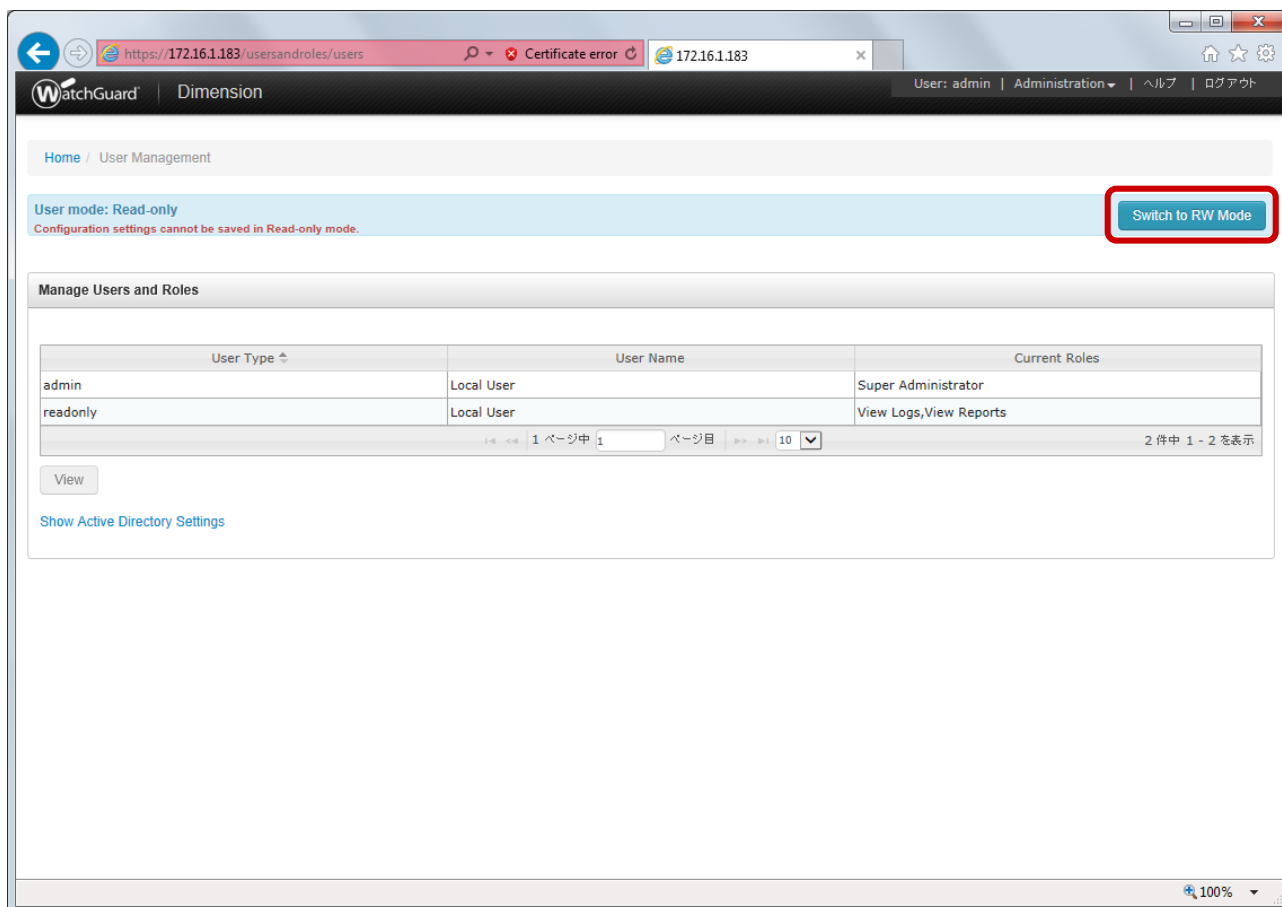 https://172.16.1.183/usersandroles/users
Certificate error
172.16.1.183
WatchGuard Dimension
User: admin | Administration | ヘルプ | ログアウト
Home / User Management
User mode: Read-only
Configuration settings cannot be saved in Read-only mode.
Switch to RW Mode
Manage Users and Roles
User Type User Name Current Roles
admin Local User Super Administrator
readonly Local User View Logs,View Reports
1 ページ中 1 ページ目 10 2 件中 1 - 2 を表示
View
Show Active Directory Settings
100%